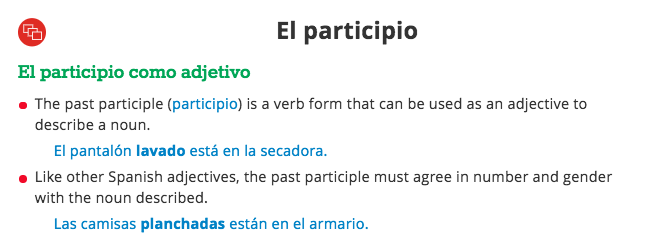 El participio
El participio como adjetivo
The past participle (participio) is a verb form that can be used as an adjective to
describe a noun.
El pantalón lavado está en la secadora.
Like other Spanish adjectives, the past participle must agree in number and gender
with the noun described.
Las camisas planchadas están en el armario.